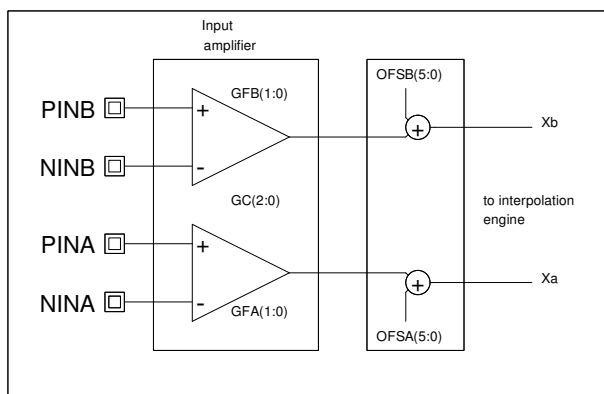 Input
amplifier
OFSB(5:0)
GFB(1:0)
PINB
+
+
Xb
NINB
-
GC(2:0)
to interpolation
engine
PINA
+
Xa
+
NINA
-
GFA(1:0)
OFSA(5:0)